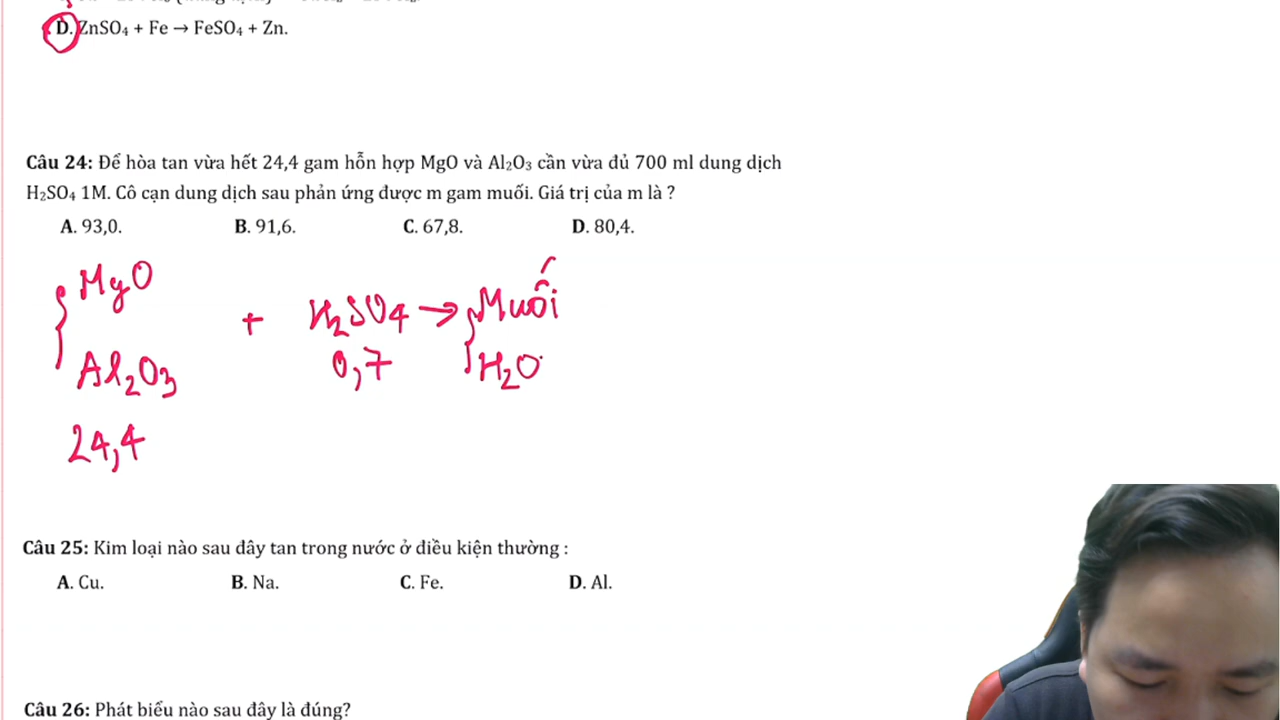 D. ZnSO₄ + Fe → FeSO₄ + Zn.
Câu 24: Để hòa tan vừa hết 24,4 gam hỗn hợp MgO và Al₂O₃ cần vừa đủ 700 ml dung dịch
H₂SO₄ 1M. Cô cạn dung dịch sau phản ứng được m gam muối. Giá trị của m là ?
A. 93,0. B. 91,6. C. 67,8. D. 80,4.
MgO
+ H₂SO₄ → Muối
Al₂O₃ 0,7 H₂O
24,4
Câu 25: Kim loại nào sau đây tan trong nước ở điều kiện thường :
A. Cu. B. Na. C. Fe. D. Al.
Câu 26: Phát biểu nào sau đây là đúng?